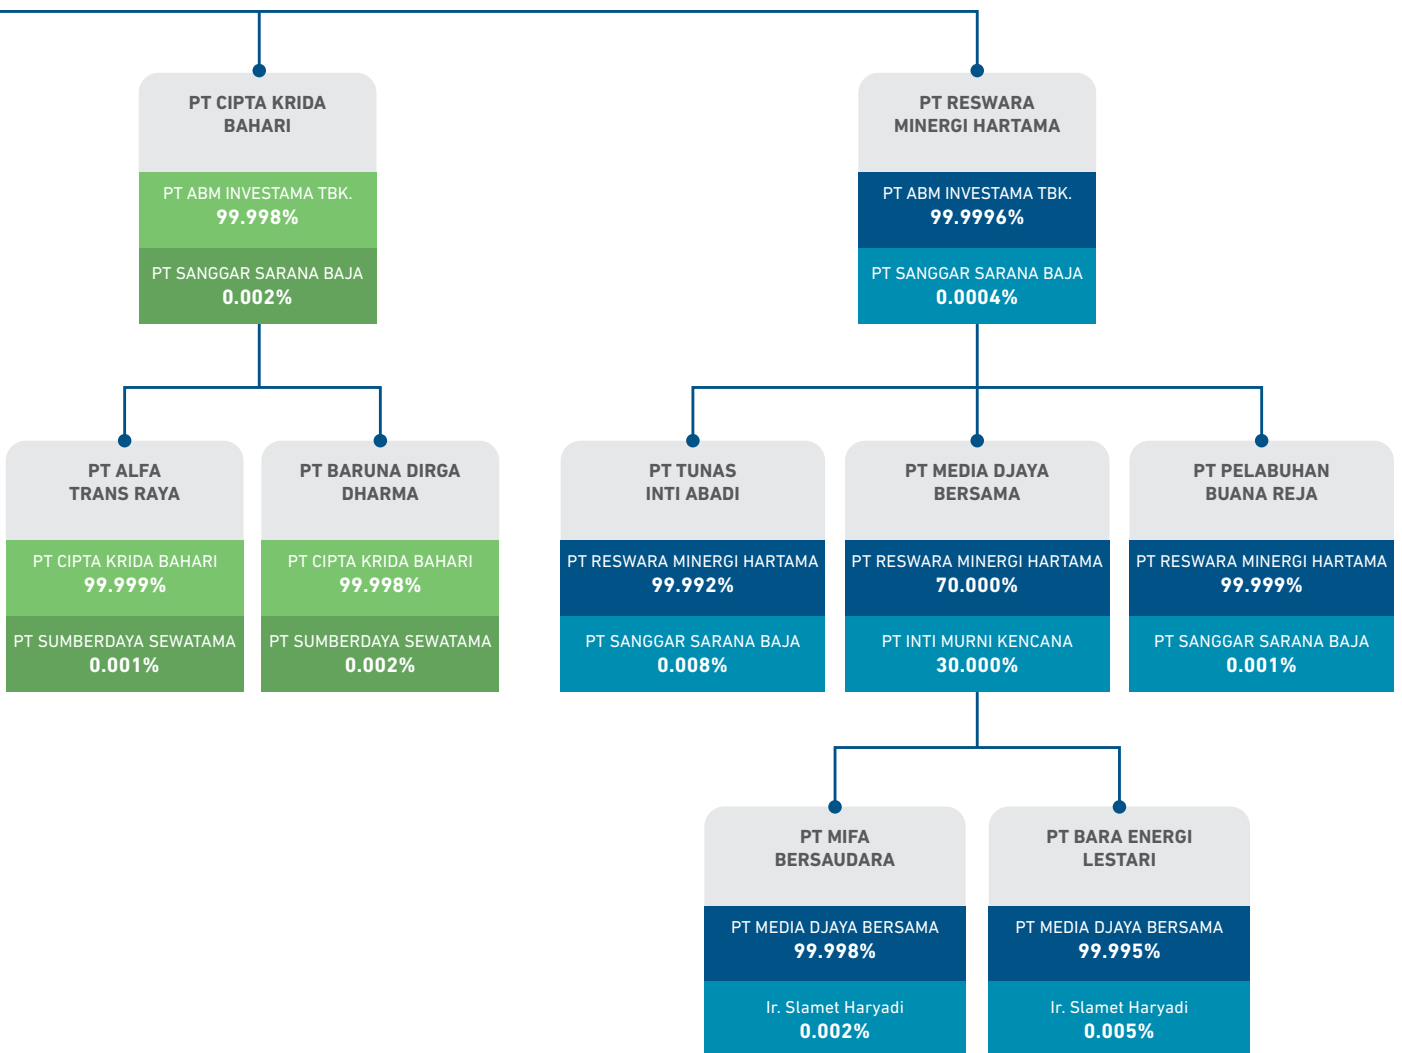 PT CIPTA KRIDA
BAHARI
PT ABM INVESTAMA TBK.
99.998%
PT SANGGAR SARANA BAJA
0.002%
PT RESWARA
MINERGI HARTAMA
PT ABM INVESTAMA TBK.
99.9996%
PT SANGGAR SARANA BAJA
0.0004%
PT ALFA
TRANS RAYA
PT CIPTA KRIDA BAHARI
99.999%
PT SUMBERDAYA SEWATAMA
0.001%
PT BARUNA DIRGA
DHARMA
PT CIPTA KRIDA BAHARI
99.998%
PT SUMBERDAYA SEWATAMA
0.002%
PT TUNAS
INTI ABADI
PT RESWARA MINERGI HARTAMA
99.992%
PT SANGGAR SARANA BAJA
0.008%
PT MEDIA DJAYA
BERSAMA
PT RESWARA MINERGI HARTAMA
70.000%
PT INTI MURNI KENCANA
30.000%
PT PELABUHAN
BUANA REJA
PT RESWARA MINERGI HARTAMA
99.999%
PT SANGGAR SARANA BAJA
0.001%
PT MIFA
BERSAUDARA
PT MEDIA DJAYA BERSAMA
99.998%
Ir. Slamet Haryadi
0.002%
PT BARA ENERGI
LESTARI
PT MEDIA DJAYA BERSAMA
99.995%
Ir. Slamet Haryadi
0.005%